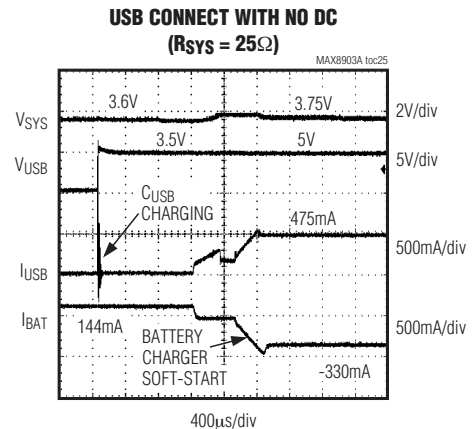 USB CONNECT WITH NO DC
(RSYS = 25Ω)
MAX8903A toc25
3.6V
3.75V
2V/div
VSYS
3.5V
5V
5V/div
VUSB
CUSB
CHARGING
475mA
500mA/div
IUSB
IBAT
144mA
500mA/div
BATTERY
CHARGER
SOFT-START
-330mA
400µs/div